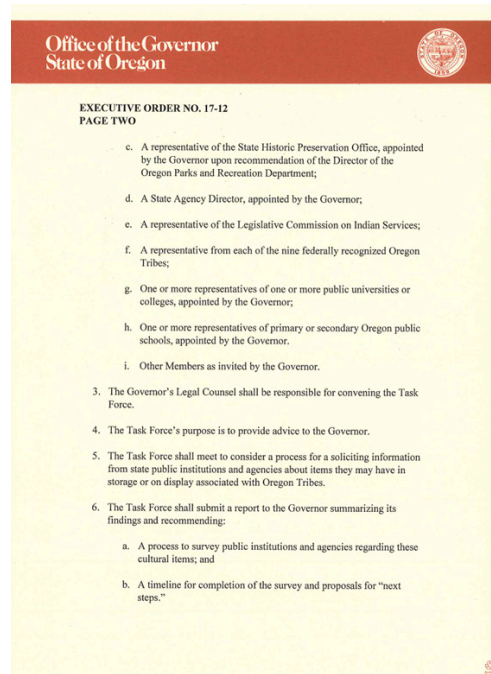 Office of the Governor
State of Oregon
STATE OF OREGON
1859
EXECUTIVE ORDER NO. 17-12
PAGE TWO
c. A representative of the State Historic Preservation Office, appointed
by the Governor upon recommendation of the Director of the
Oregon Parks and Recreation Department;
d. A State Agency Director, appointed by the Governor;
e. A representative of the Legislative Commission on Indian Services;
f. A representative from each of the nine federally recognized Oregon
Tribes;
g. One or more representatives of one or more public universities or
colleges, appointed by the Governor;
h. One or more representatives of primary or secondary Oregon public
schools, appointed by the Governor.
i. Other Members as invited by the Governor.
3. The Governor's Legal Counsel shall be responsible for convening the Task
Force.
4. The Task Force's purpose is to provide advice to the Governor.
5. The Task Force shall meet to consider a process for a soliciting information
from state public institutions and agencies about items they may have in
storage or on display associated with Oregon Tribes.
6. The Task Force shall submit a report to the Governor summarizing its
findings and recommending:
a. A process to survey public institutions and agencies regarding these
cultural items; and
b. A timeline for completion of the survey and proposals for "next
steps."